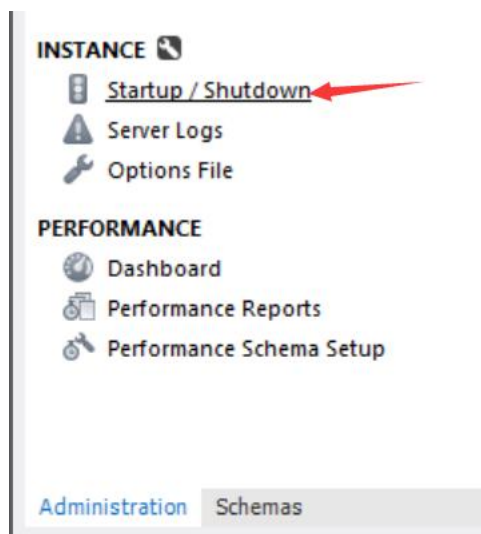 INSTANCE
Startup / Shutdown
Server Logs
Options File
PERFORMANCE
Dashboard
Performance Reports
Performance Schema Setup
Administration Schemas